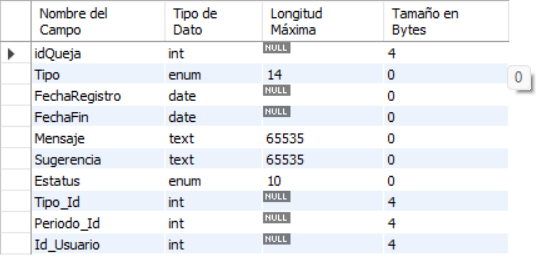 Nombre del Campo Tipo de Dato Longitud Máxima Tamaño en Bytes
idQueja int NULL 4
Tipo enum 14 0
FechaRegistro date NULL 0
FechaFin date NULL 0
Mensaje text 65535 0
Sugerencia text 65535 0
Estatus enum 10 0
Tipo_Id int NULL 4
Periodo_Id int NULL 4
Id_Usuario int NULL 4
0